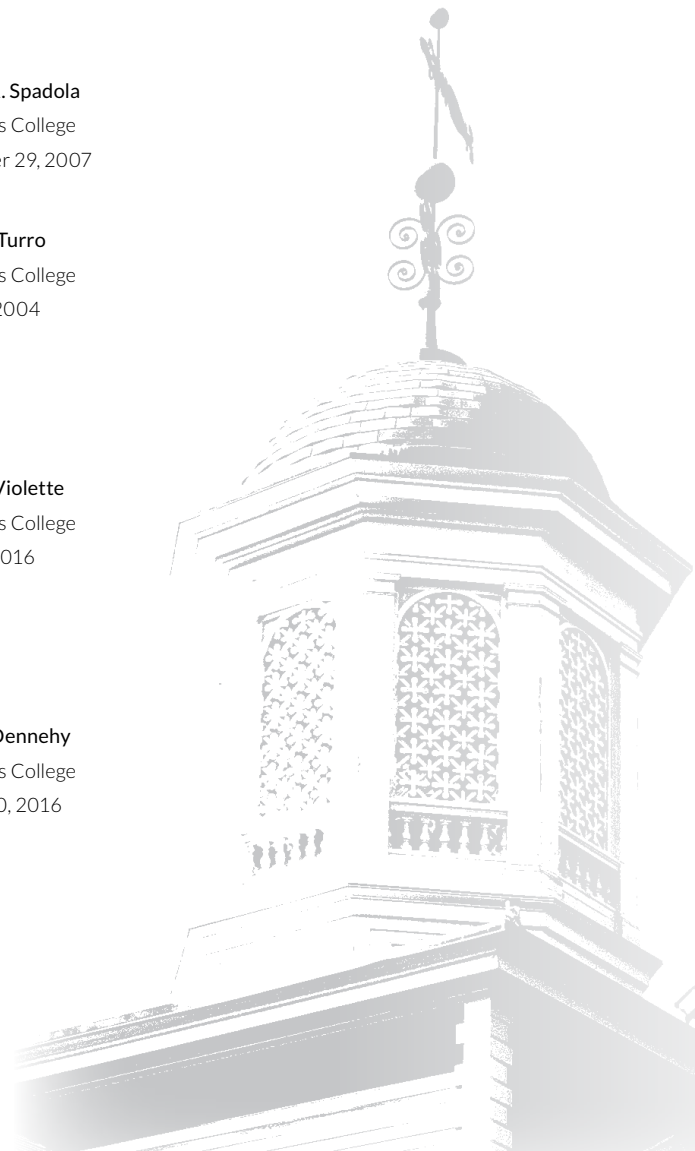 . Spadola
s College
er 29, 2007
Turro
s College
2004
Violette
s College
016
Dennehy
s College
0, 2016